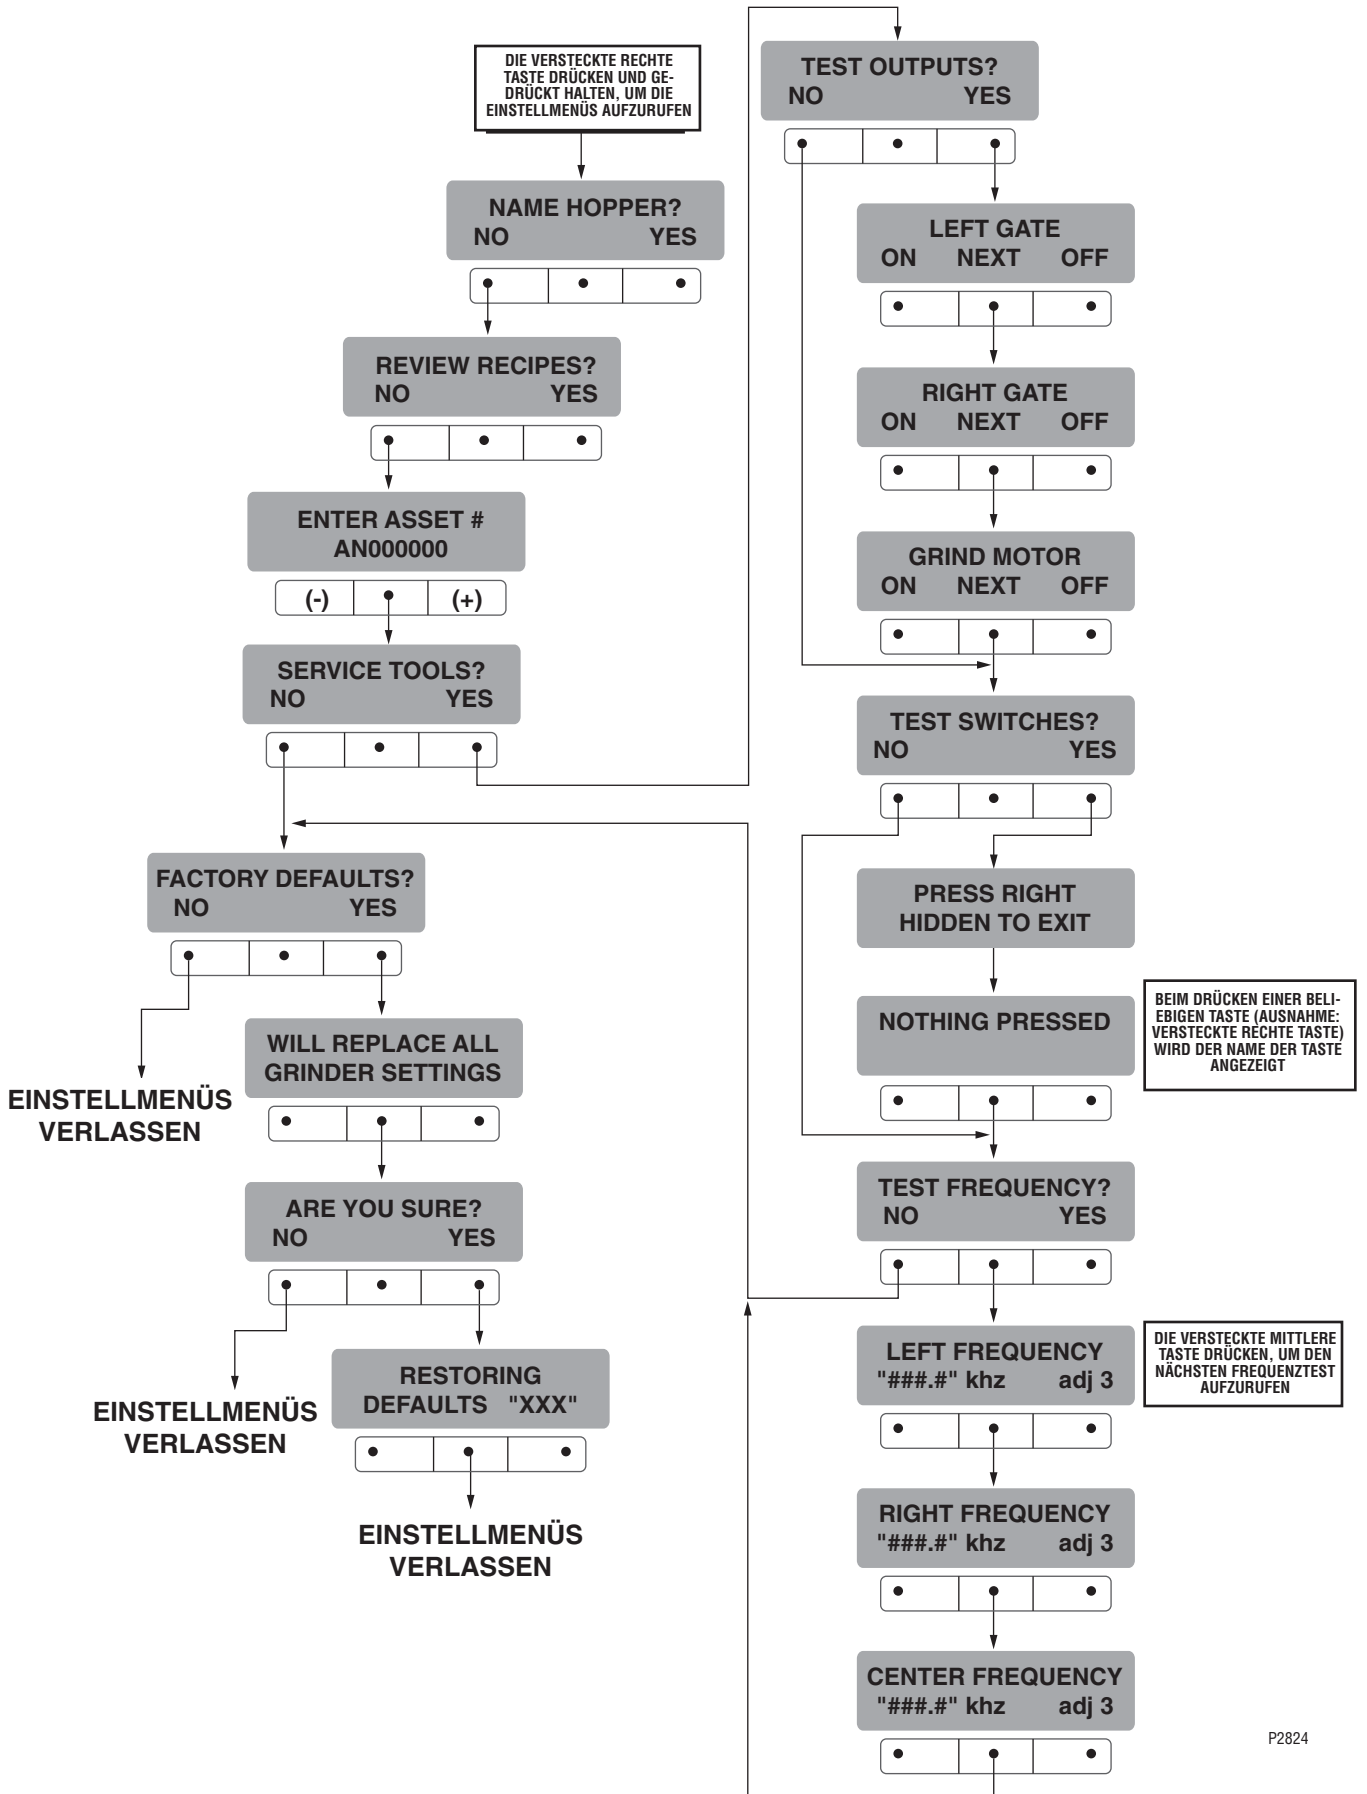 DIE VERSTECKTE RECHTE
TASTE DRÜCKEN UND GE-
DRÜCKT HALTEN, UM DIE
EINSTELLMENÜS AUFZURUFEN
NAME HOPPER?
NO YES
REVIEW RECIPES?
NO YES
ENTER ASSET #
AN000000
(-) (+)
SERVICE TOOLS?
NO YES
FACTORY DEFAULTS?
NO YES
EINSTELLMENÜS
VERLASSEN
WILL REPLACE ALL
GRINDER SETTINGS
ARE YOU SURE?
NO YES
EINSTELLMENÜS
VERLASSEN
RESTORING
DEFAULTS "XXX"
EINSTELLMENÜS
VERLASSEN
TEST OUTPUTS?
NO YES
LEFT GATE
ON NEXT OFF
RIGHT GATE
ON NEXT OFF
GRIND MOTOR
ON NEXT OFF
TEST SWITCHES?
NO YES
PRESS RIGHT
HIDDEN TO EXIT
NOTHING PRESSED
BEIM DRÜCKEN EINER BELI-
EBIGEN TASTE (AUSNAHME:
VERSTECKTE RECHTE TASTE)
WIRD DER NAME DER TASTE
ANGEZEIGT
TEST FREQUENCY?
NO YES
LEFT FREQUENCY
"###.#" khz adj 3
DIE VERSTECKTE MITTLERE
TASTE DRÜCKEN, UM DEN
NÄCHSTEN FREQUENZTEST
AUFZURUFEN
RIGHT FREQUENCY
"###.#" khz adj 3
CENTER FREQUENCY
"###.#" khz adj 3
P2824